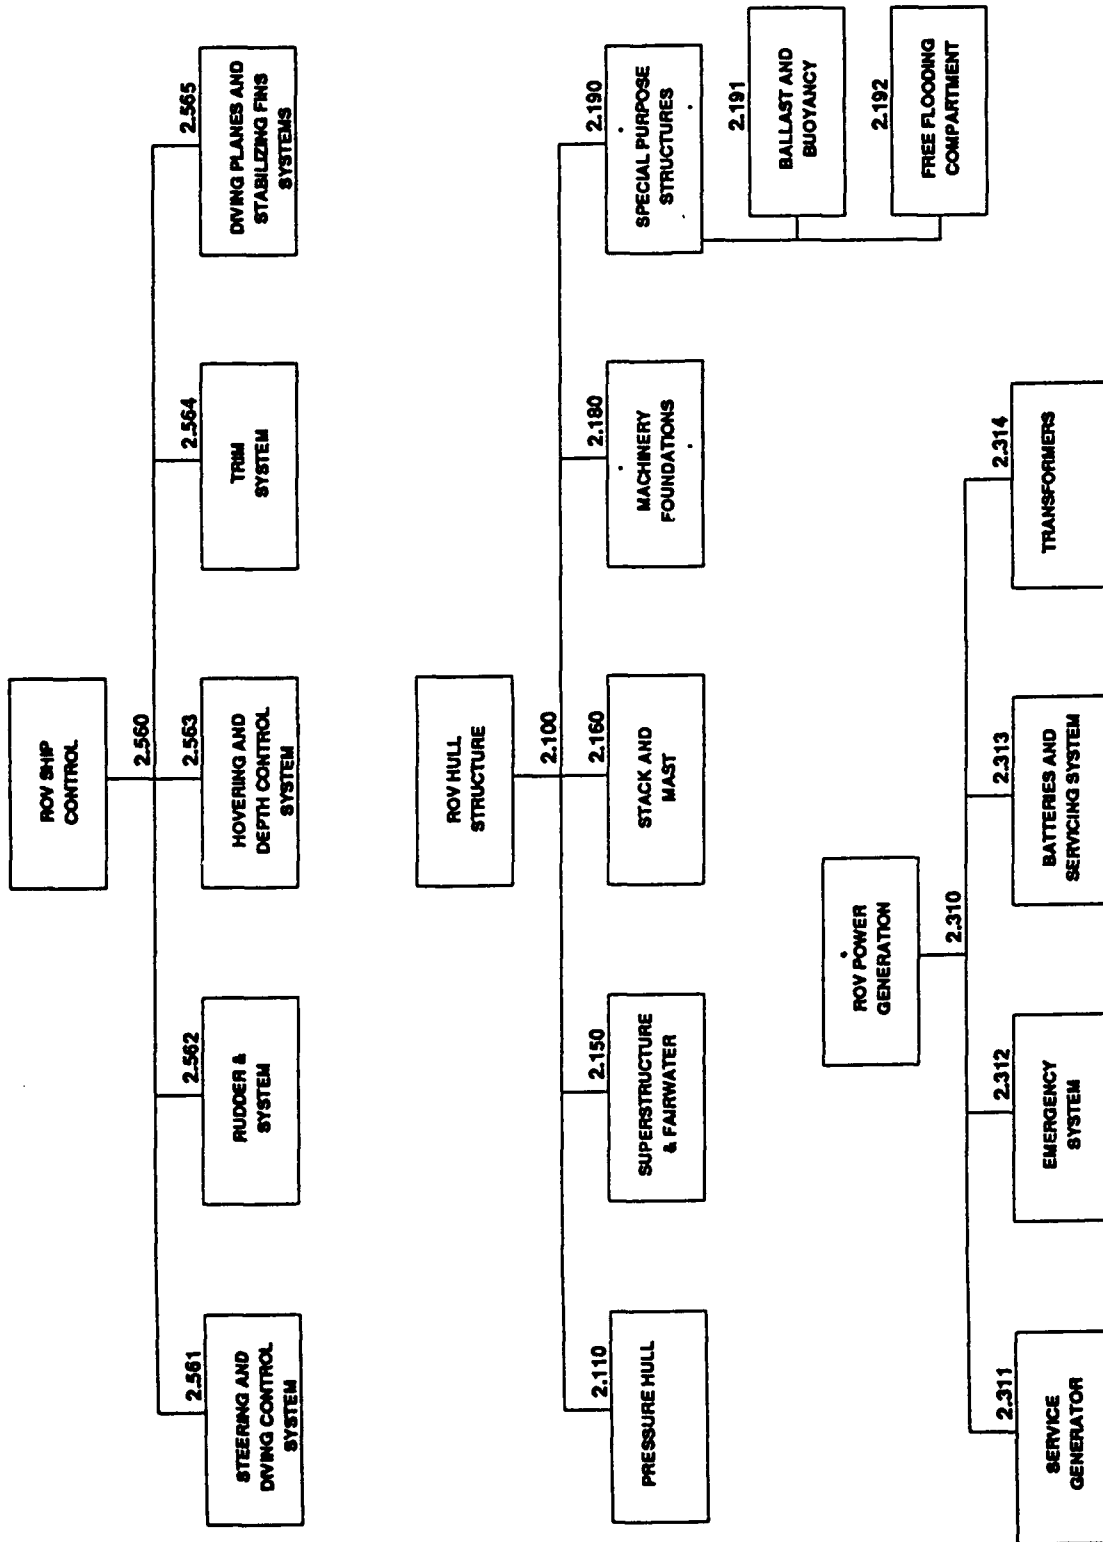 ROV SHIP
CONTROL
2.560
2.561
STEERING AND
DIVING CONTROL
SYSTEM
2.562
RUDDER &
SYSTEM
2.563
HOVERING AND
DEPTH CONTROL
SYSTEM
2.564
TRIM
SYSTEM
2.565
DIVING PLANES AND
STABILIZING FINS
SYSTEMS
ROV HULL
STRUCTURE
2.100
2.110
PRESSURE HULL
2.150
SUPERSTRUCTURE
& FAIRWATER
2.160
STACK AND
MAST
2.180
MACHINERY
FOUNDATIONS
2.190
SPECIAL PURPOSE
STRUCTURES
2.191
BALLAST AND
BUOYANCY
2.192
FREE FLOODING
COMPARTMENT
ROV POWER
GENERATION
2.310
2.311
SERVICE
GENERATOR
2.312
EMERGENCY
SYSTEM
2.313
BATTERIES AND
SERVICING SYSTEM
2.314
TRANSFORMERS